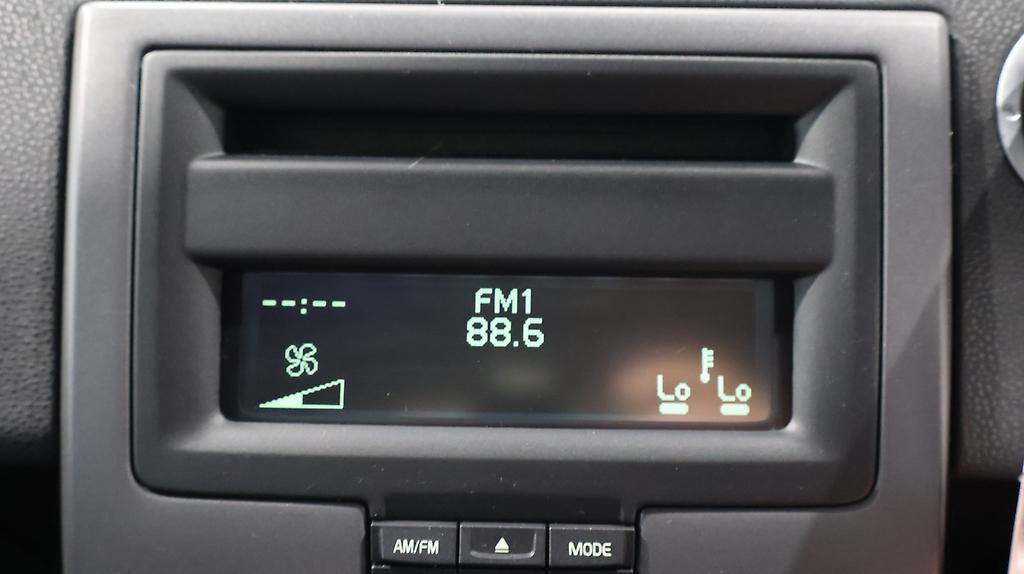 --:--
FM1
88.6
Lo Lo
AM/FM
MODE